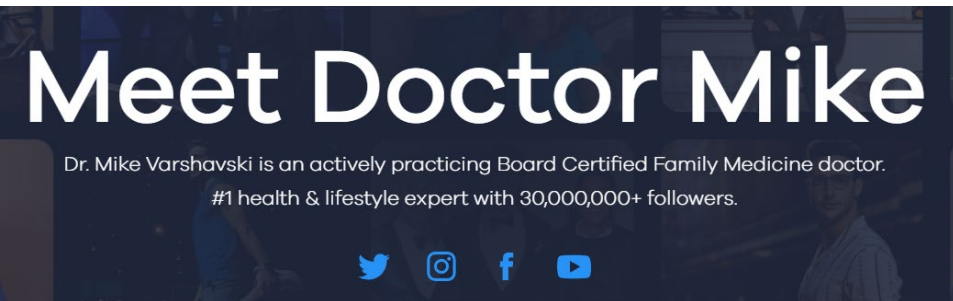 Meet Doctor Mike
Dr. Mike Varshavski is an actively practicing Board Certified Family Medicine doctor.
#1 health & lifestyle expert with 30,000,000+ followers.